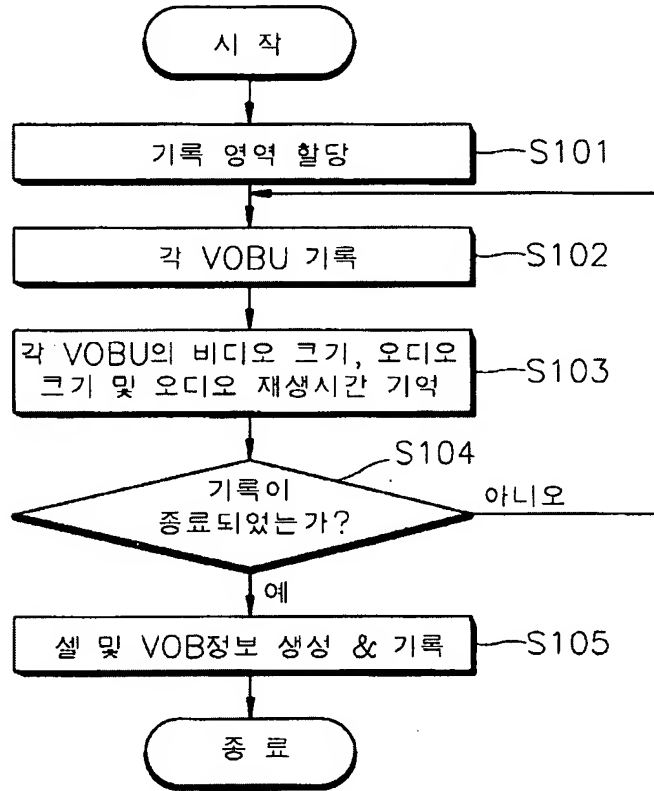 시 작
기록 영역 할당
S101
각 VOBU 기록
S102
각 VOBU의 비디오 크기, 오디오
크기 및 오디오 재생시간 기억
S103
S104
기록이
종료되었는가?
아니오
예
셀 및 VOB정보 생성 & 기록
S105
종 료